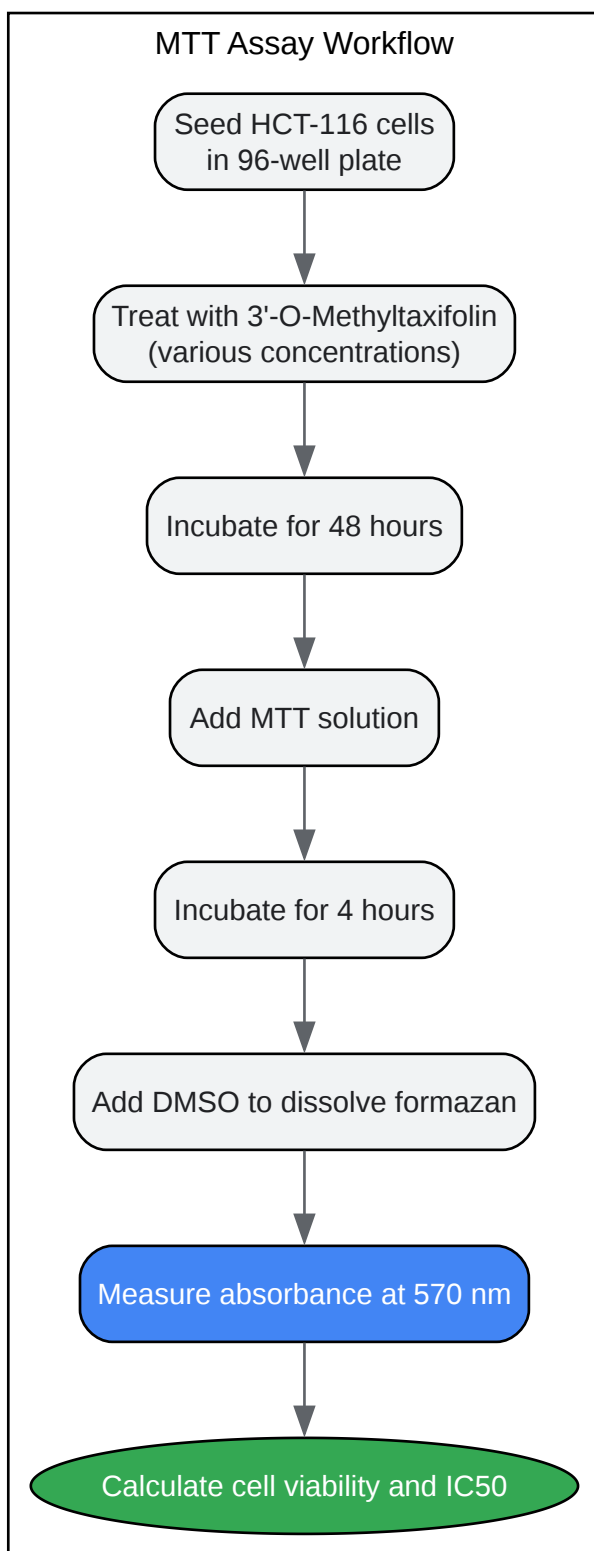 MTT Assay Workflow
Seed HCT-116 cells
in 96-well plate
Treat with 3'-O-Methyltaxifolin
(various concentrations)
Incubate for 48 hours
Add MTT solution
Incubate for 4 hours
Add DMSO to dissolve formazan
Measure absorbance at 570 nm
Calculate cell viability and IC50